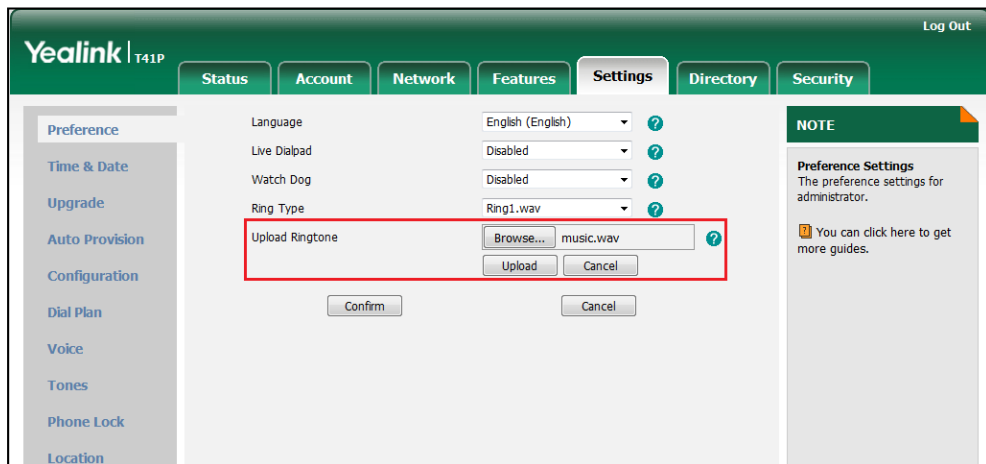 Log Out
Yealink T41P
Status Account Network Features Settings Directory Security
Preference
Time & Date
Upgrade
Auto Provision
Configuration
Dial Plan
Voice
Tones
Phone Lock
Location
Language English (English) ?
Live Dialpad Disabled ?
Watch Dog Disabled ?
Ring Type Ring1.wav ?
Upload Ringtone Browse... music.wav ?
Upload Cancel
Confirm Cancel
NOTE
Preference Settings
The preference settings for
administrator.
? You can click here to get
more guides.